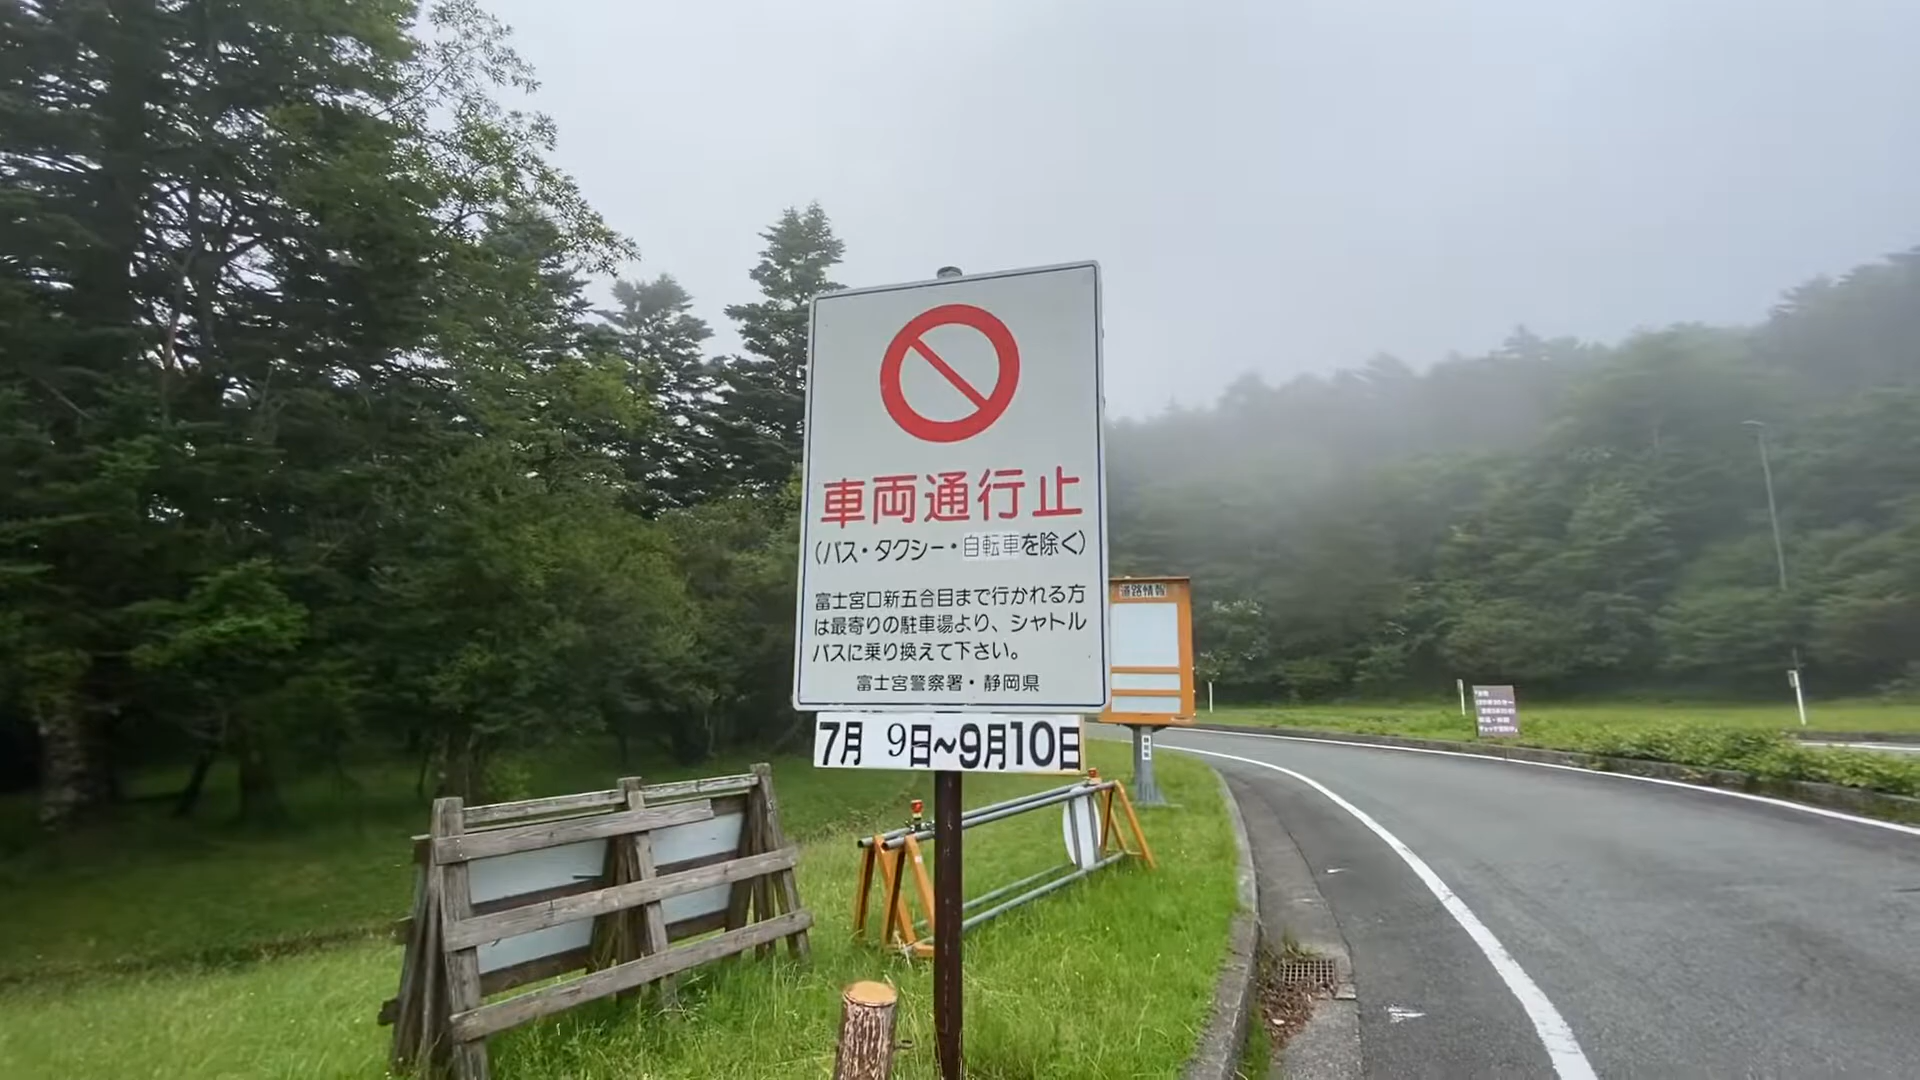 車両通行止
(バス・タクシー・自転車を除く)
富士宮口新五合目まで行かれる方
は最寄りの駐車場より、シャトル
バスに乗り換えて下さい。
富士宮警察署・静岡県
7月 9日~9月10日
道路情報